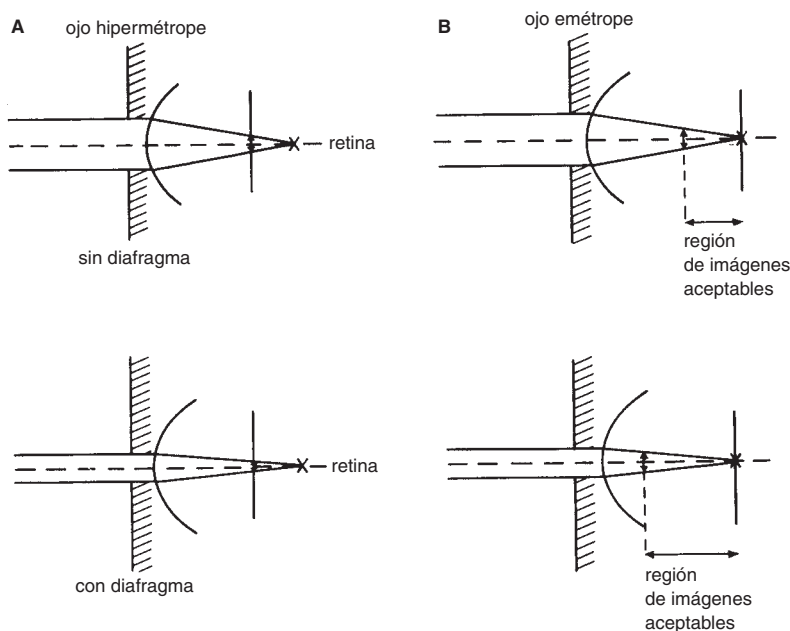 A
ojo hipermétrope
retina
sin diafragma
B
ojo emétrope
región
de imágenes
aceptables
retina
con diafragma
región
de imágenes
aceptables